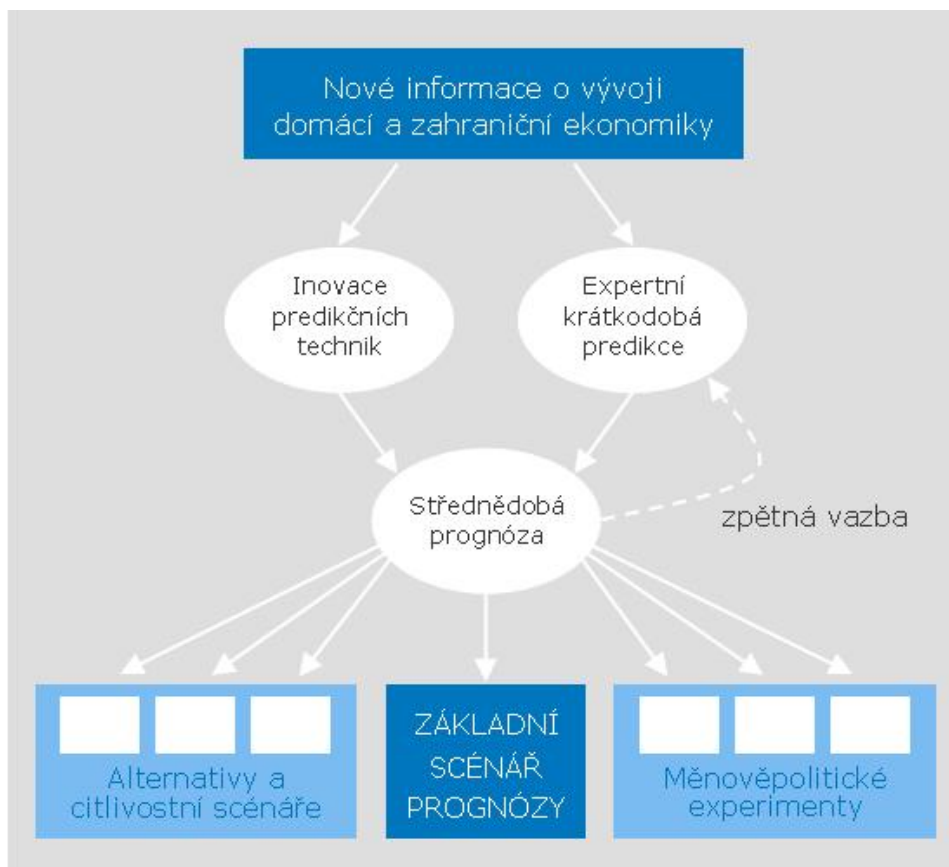 Nové informace o vývoji
domácí a zahraniční ekonomiky
Inovace
predikčních
technik
Expertní
krátkodobá
predikce
Střednědobá
prognóza
zpětná vazba
Alternativy a
citlivostní scénáře
ZÁKLADNÍ
SCÉNÁŘ
PROGNÓZY
Měnověpolitické
experimenty